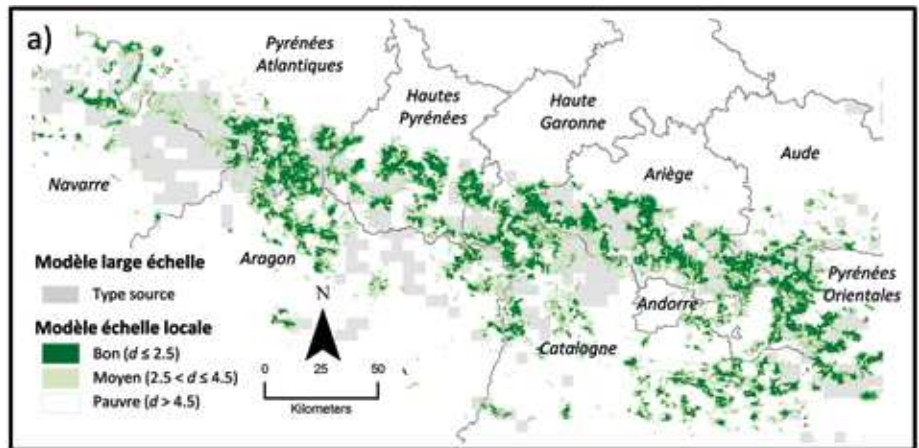 a)
Pyrénées
Atlantiques
Hautes
Pyrénées
Haute
Garonne
Ariège
Aude
Navarre
Aragon
Andorre
Catalogne
Pyrénées
Orientales
Modèle large échelle
Type source
Modèle échelle locale
Bon (d ≤ 2.5)
Moyen (2.5 < d ≤ 4.5)
Pauvre (d > 4.5)
N
0 25 50
Kilometers